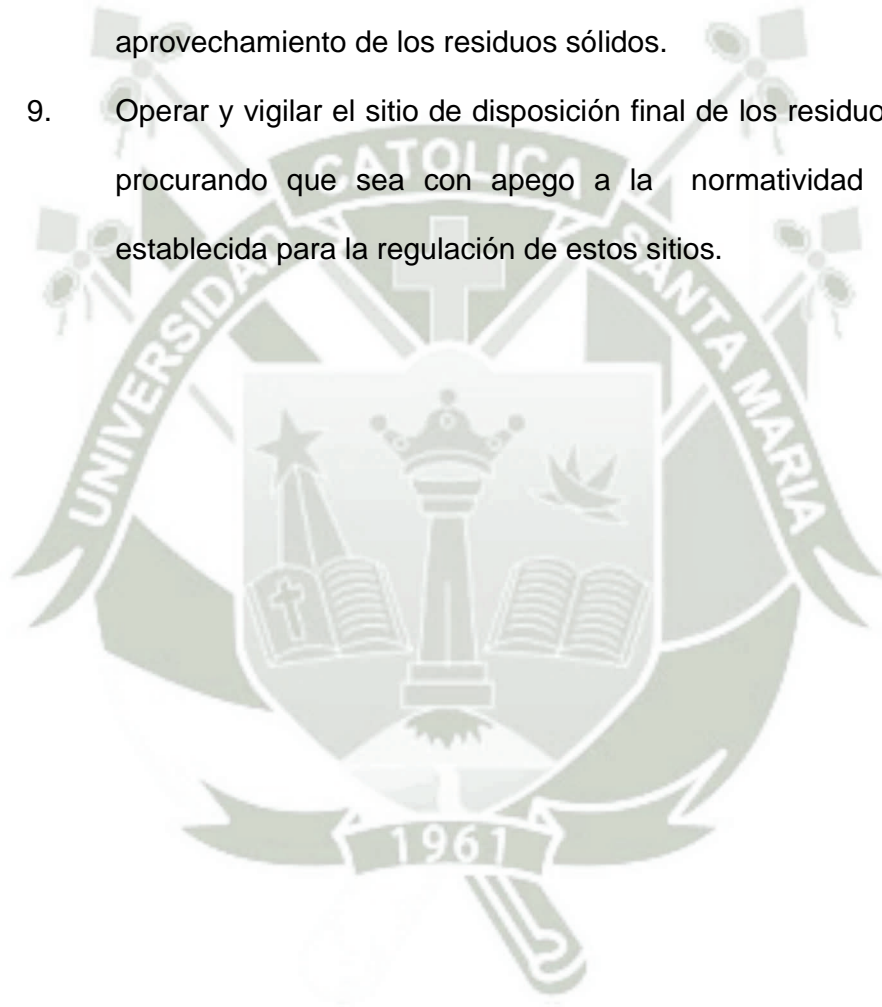 aprovechamiento de los residuos sólidos.
9. Operar y vigilar el sitio de disposición final de los
procurando que sea con apego a la normatividad
establecida para la regulación de estos sitios.
UNIVERSIDAD CATOLICA SANTA MARIA
1961